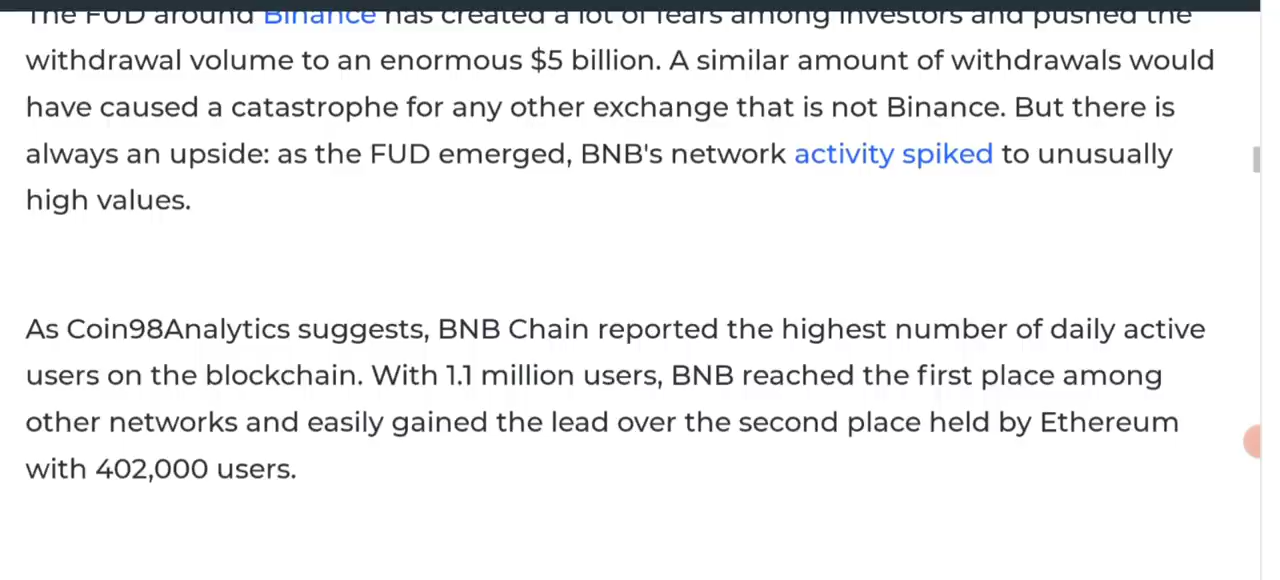 The FUD around Binance has created a lot of fears among investors and pushed the
withdrawal volume to an enormous $5 billion. A similar amount of withdrawals would
have caused a catastrophe for any other exchange that is not Binance. But there is
always an upside: as the FUD emerged, BNB's network activity spiked to unusually
high values.
As Coin98Analytics suggests, BNB Chain reported the highest number of daily active
users on the blockchain. With 1.1 million users, BNB reached the first place among
other networks and easily gained the lead over the second place held by Ethereum
with 402,000 users.